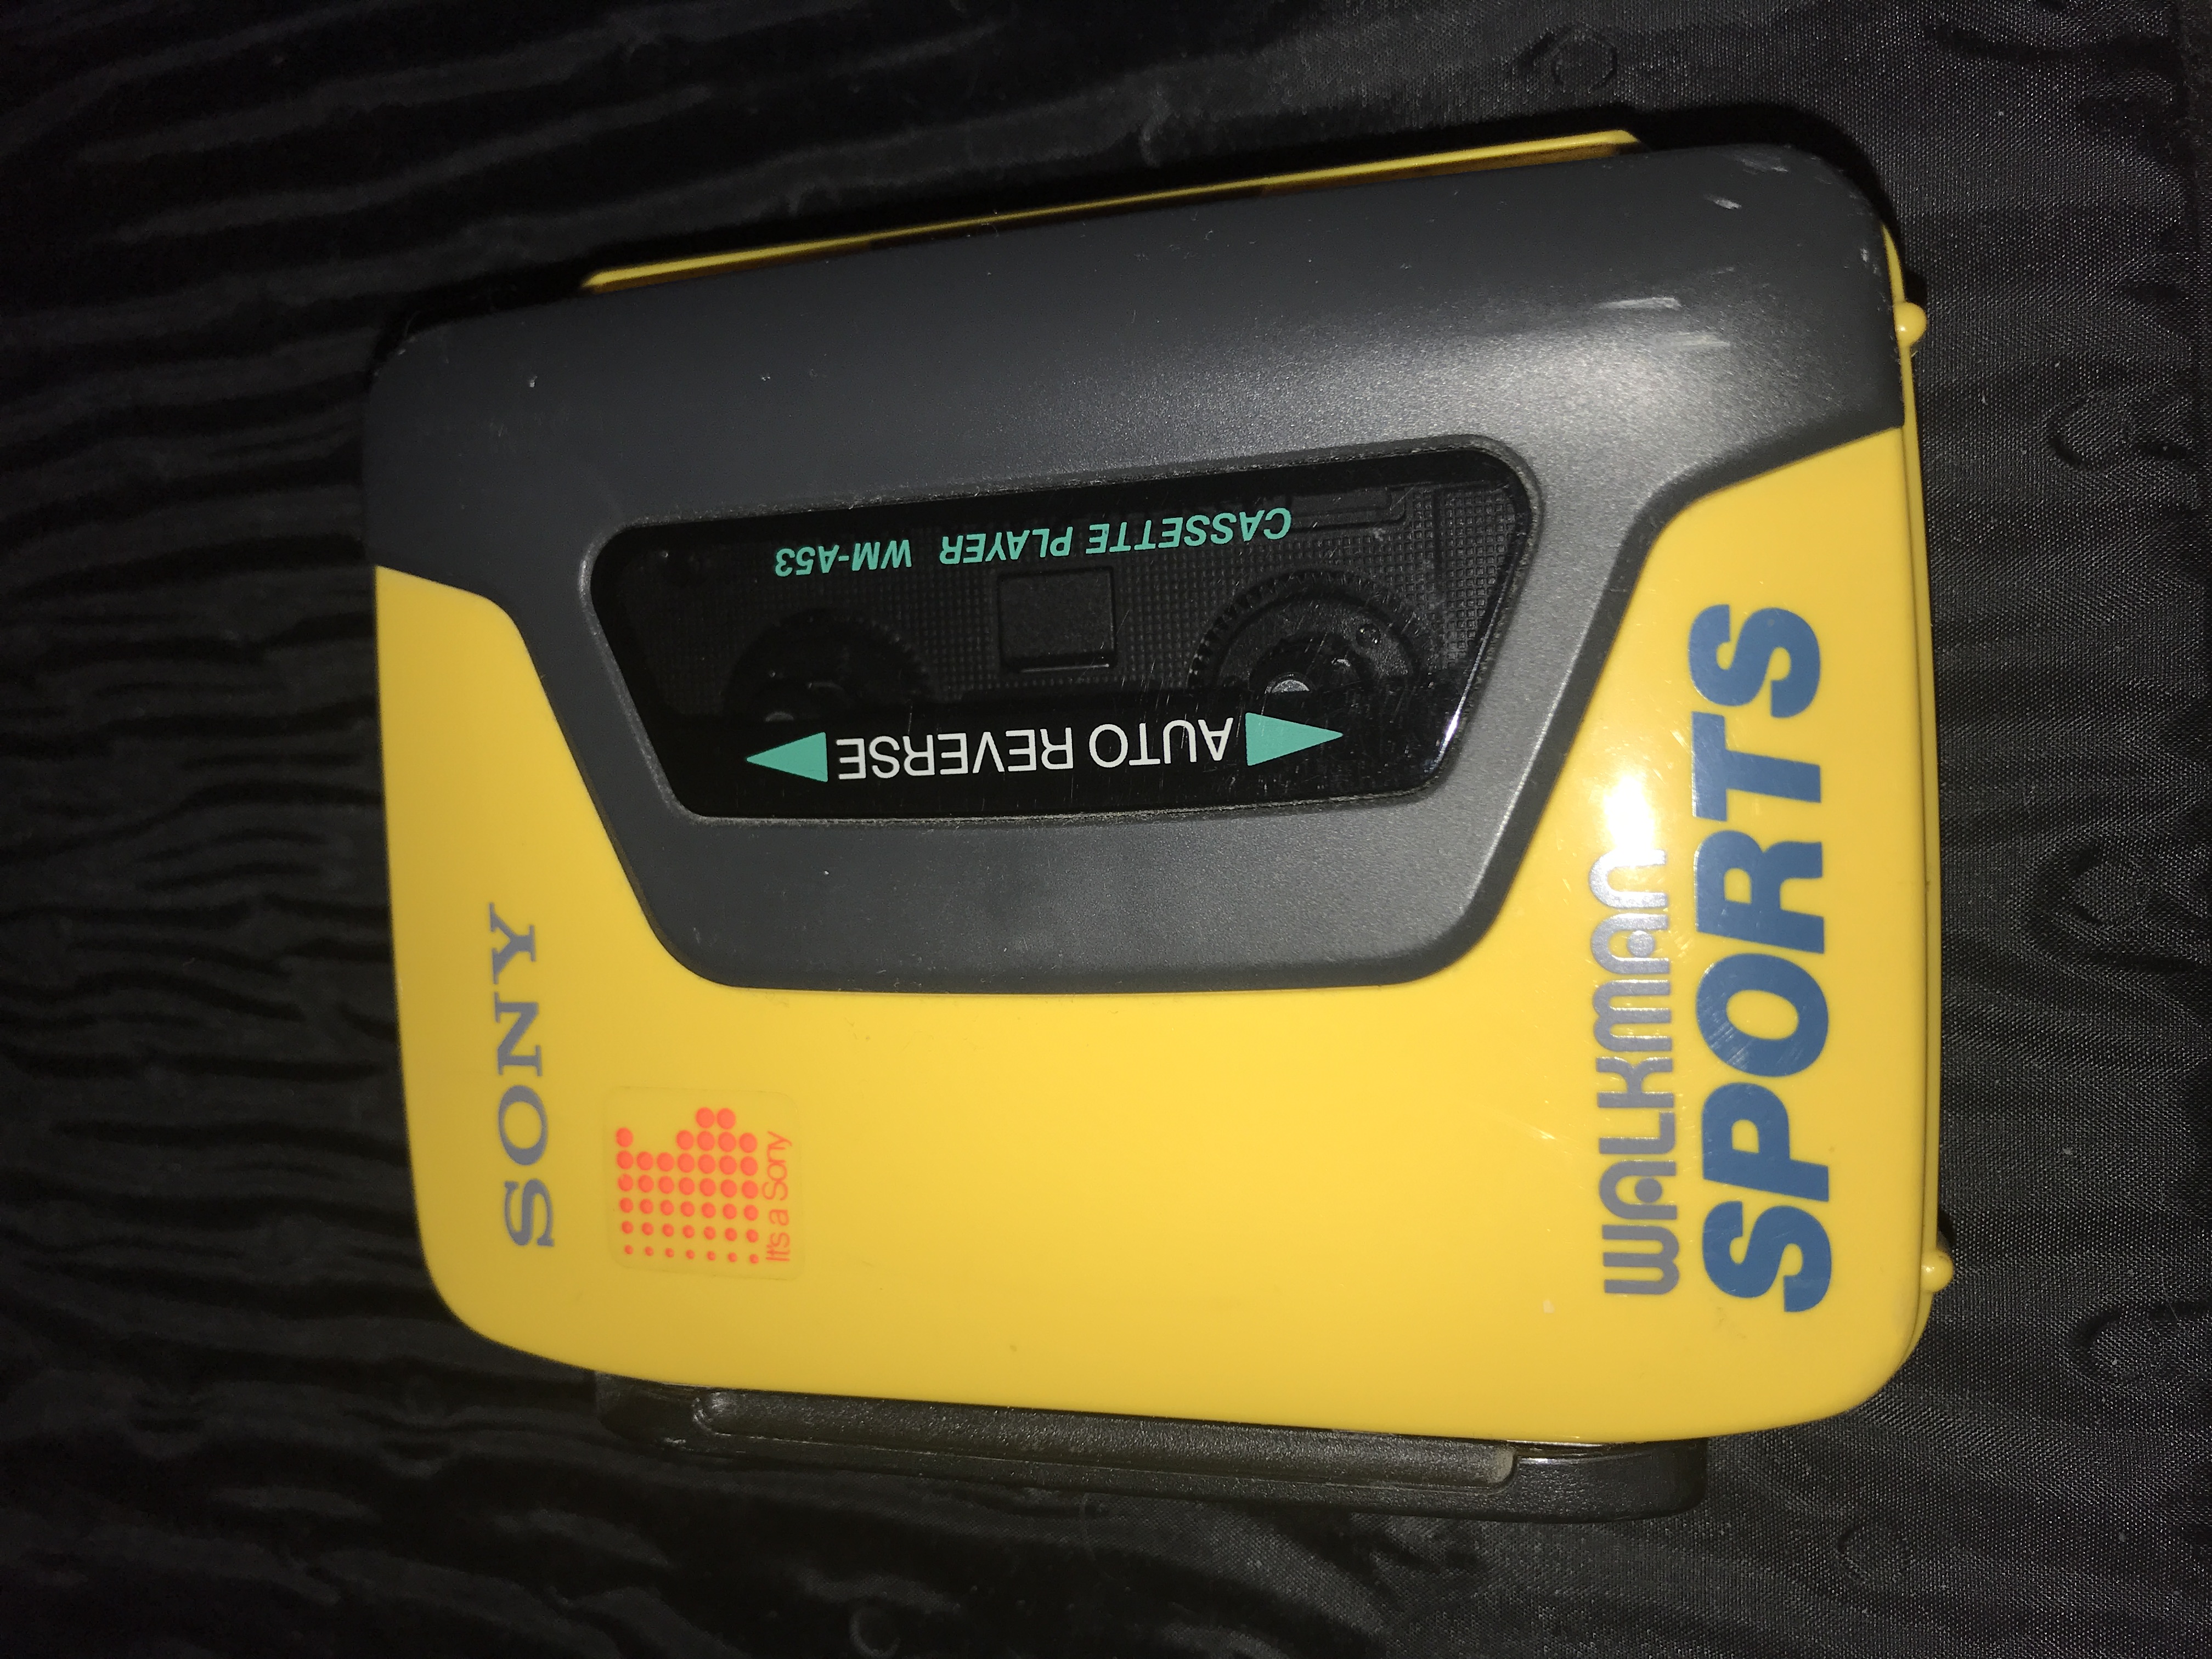 SONY
It's a Sony
WALKMAN
SPORTS
AUTO REVERSE
CASSETTE PLAYER WM-A53